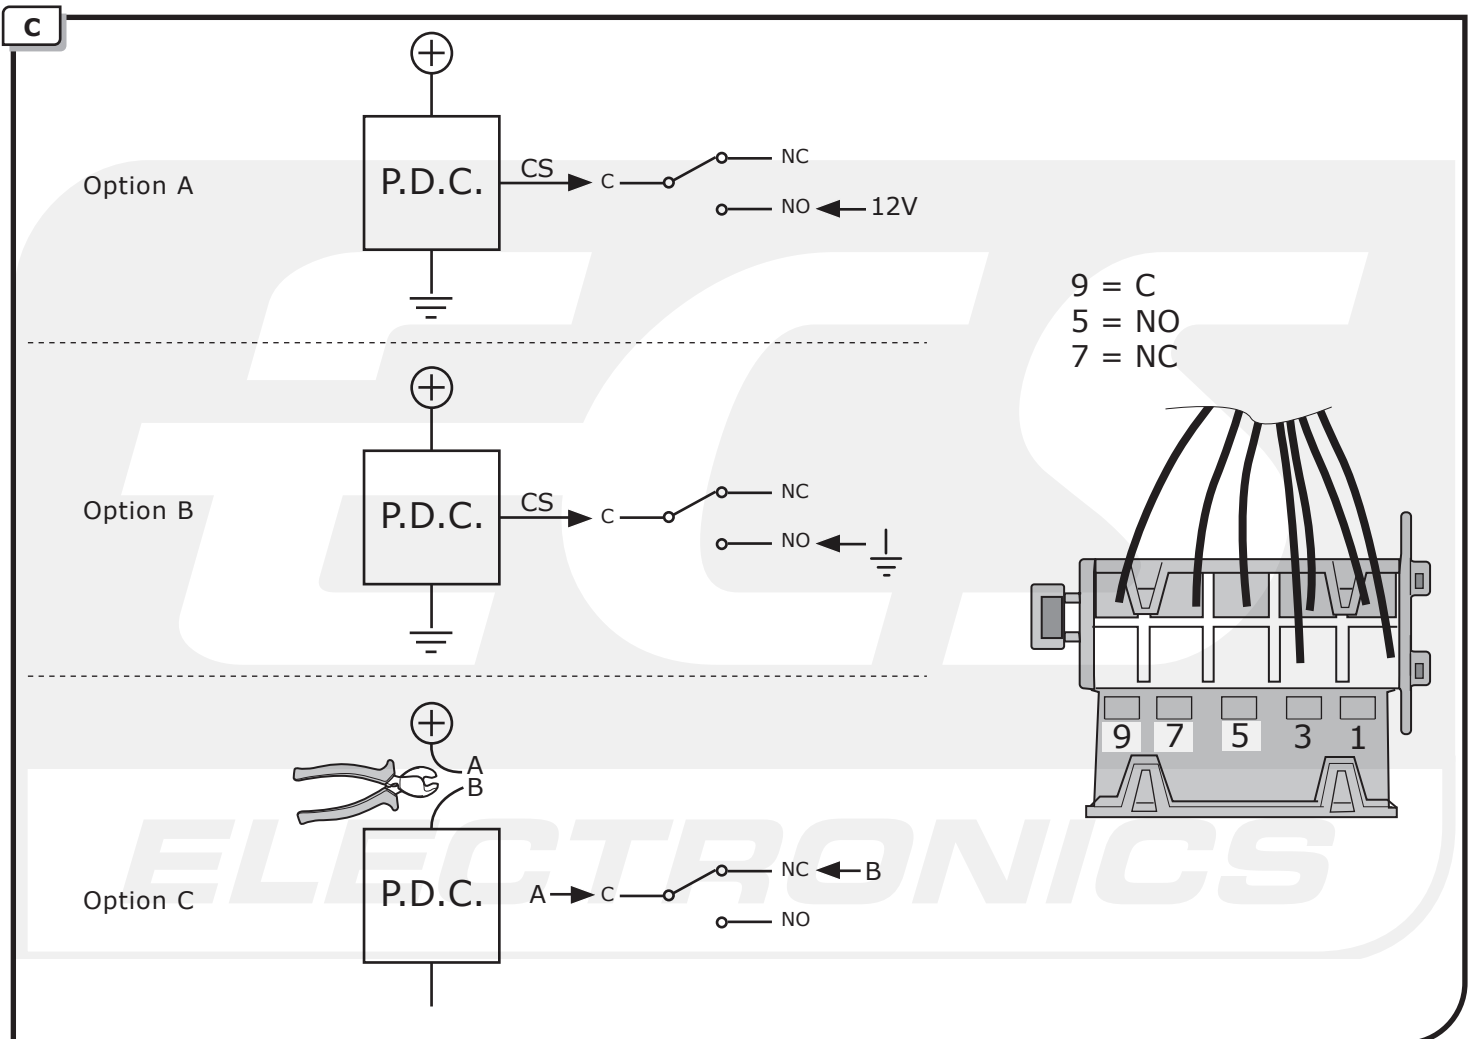 C
Option A
P.D.C.
CS
C
NC
NO
12V
Option B
P.D.C.
CS
C
NC
NO
Option C
A
B
P.D.C.
A
C
NC
B
NO
9 = C
5 = NO
7 = NC
9 7 5 3 1
ECS
ELECTRONICS